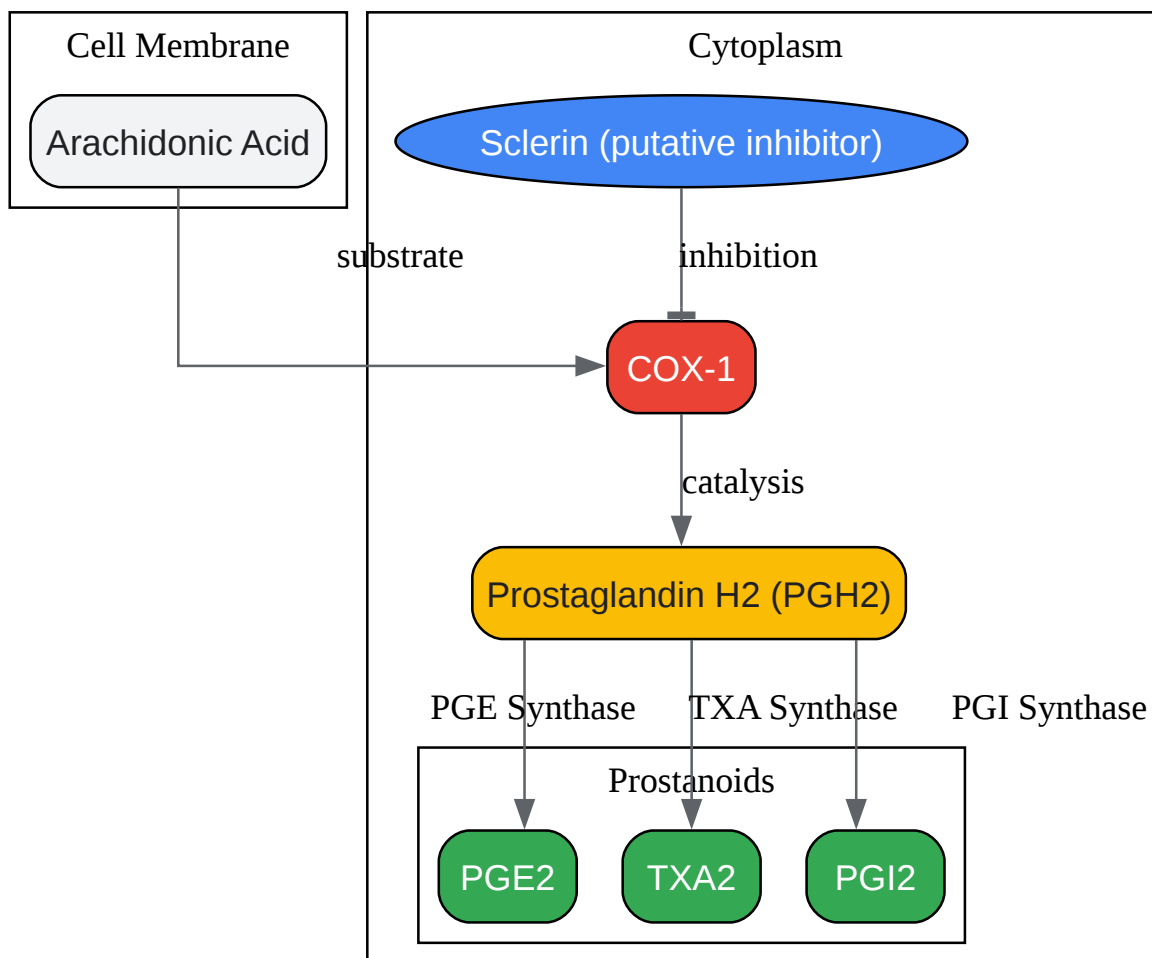 Cell Membrane
Cytoplasm
Arachidonic Acid
Sclerin (putative inhibitor)
substrate
inhibition
COX-1
catalysis
Prostaglandin H2 (PGH2)
PGE Synthase
TXA Synthase
PGI Synthase
Prostanoids
PGE2
TXA2
PGI2